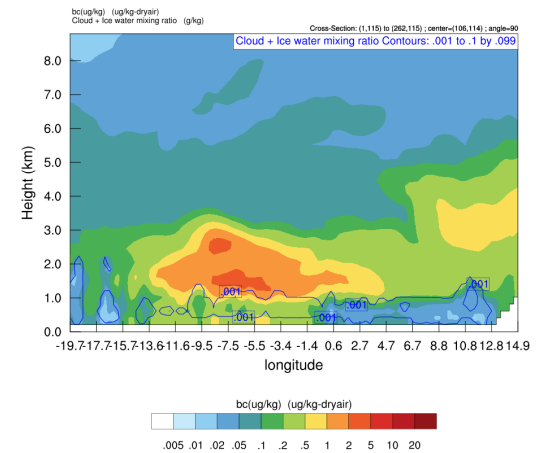 bc(ug/kg) (ug/kg-dryair)
Cloud + Ice water mixing ratio (g/kg)
Cross-Section: (1,115) to (262,115) ; center=(106,114) ; angle=90
Cloud + Ice water mixing ratio Contours: .001 to .1 by .099
8.0
7.0
6.0
5.0
4.0
3.0
2.0
1.0
0.0
Height (km)
.001
.001
.001
.001
.001
-19.7 -17.7 -15.7 -13.6 -11.6 -9.5 -7.5 -5.5 -3.4 -1.4 0.6 2.7 4.7 6.7 8.8 10.8 12.8 14.9
longitude
bc(ug/kg) (ug/kg-dryair)
.005 .01 .02 .05 .1 .2 .5 1 2 5 10 20